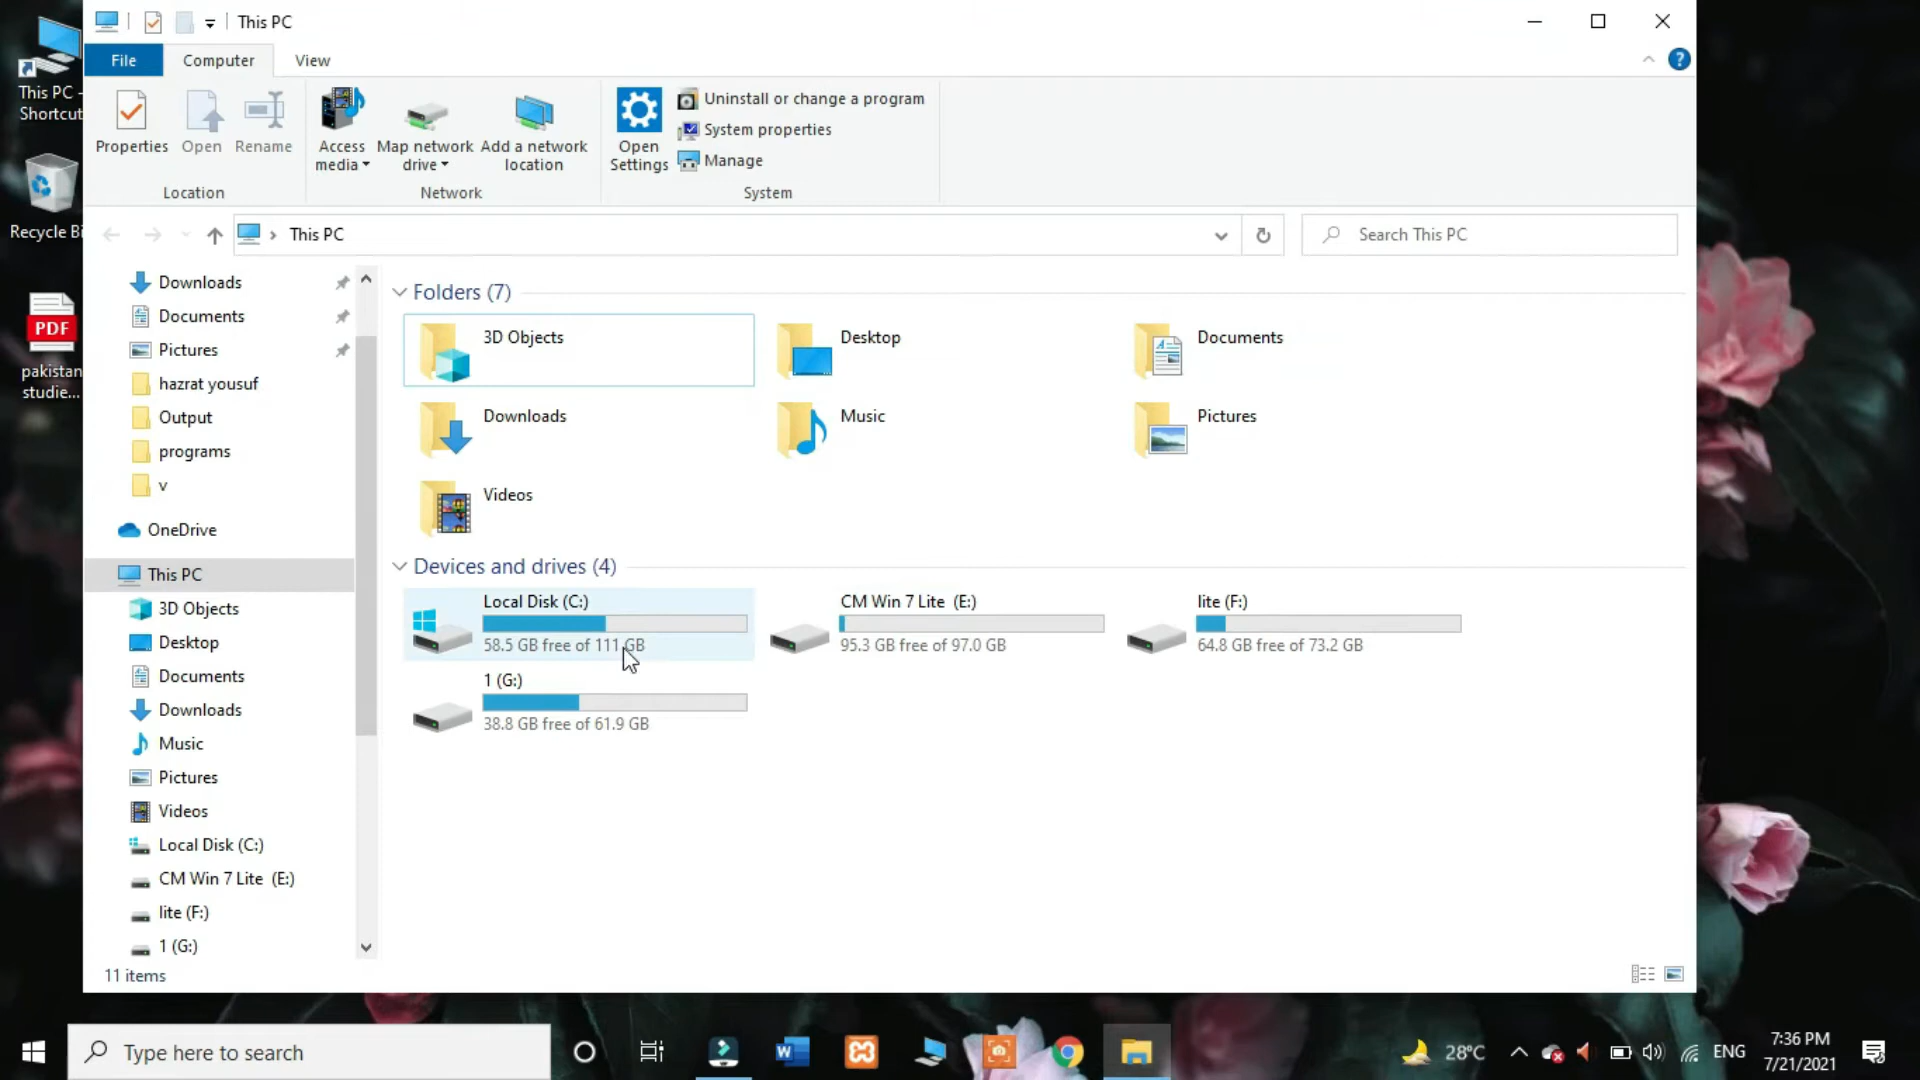 This PC
File
Computer
View
This PC -
Shortcut
Properties
Open
Rename
Access
media
Map network
drive
Add a network
location
Open
Settings
Uninstall or change a program
System properties
Manage
Location
Network
System
This PC
Search This PC
Recycle Bi
PDF
pakistan
studie...
Downloads
Documents
Pictures
hazrat yousuf
Output
programs
v
OneDrive
This PC
3D Objects
Desktop
Documents
Downloads
Music
Pictures
Videos
Local Disk (C:)
CM Win 7 Lite (E:)
lite (F:)
1 (G:)
Folders (7)
3D Objects
Desktop
Documents
Downloads
Music
Pictures
Videos
Devices and drives (4)
Local Disk (C:)
58.5 GB free of 111 GB
CM Win 7 Lite (E:)
95.3 GB free of 97.0 GB
lite (F:)
64.8 GB free of 73.2 GB
1 (G:)
38.8 GB free of 61.9 GB
11 items
Type here to search
28°C
ENG
7:36 PM
7/21/2021